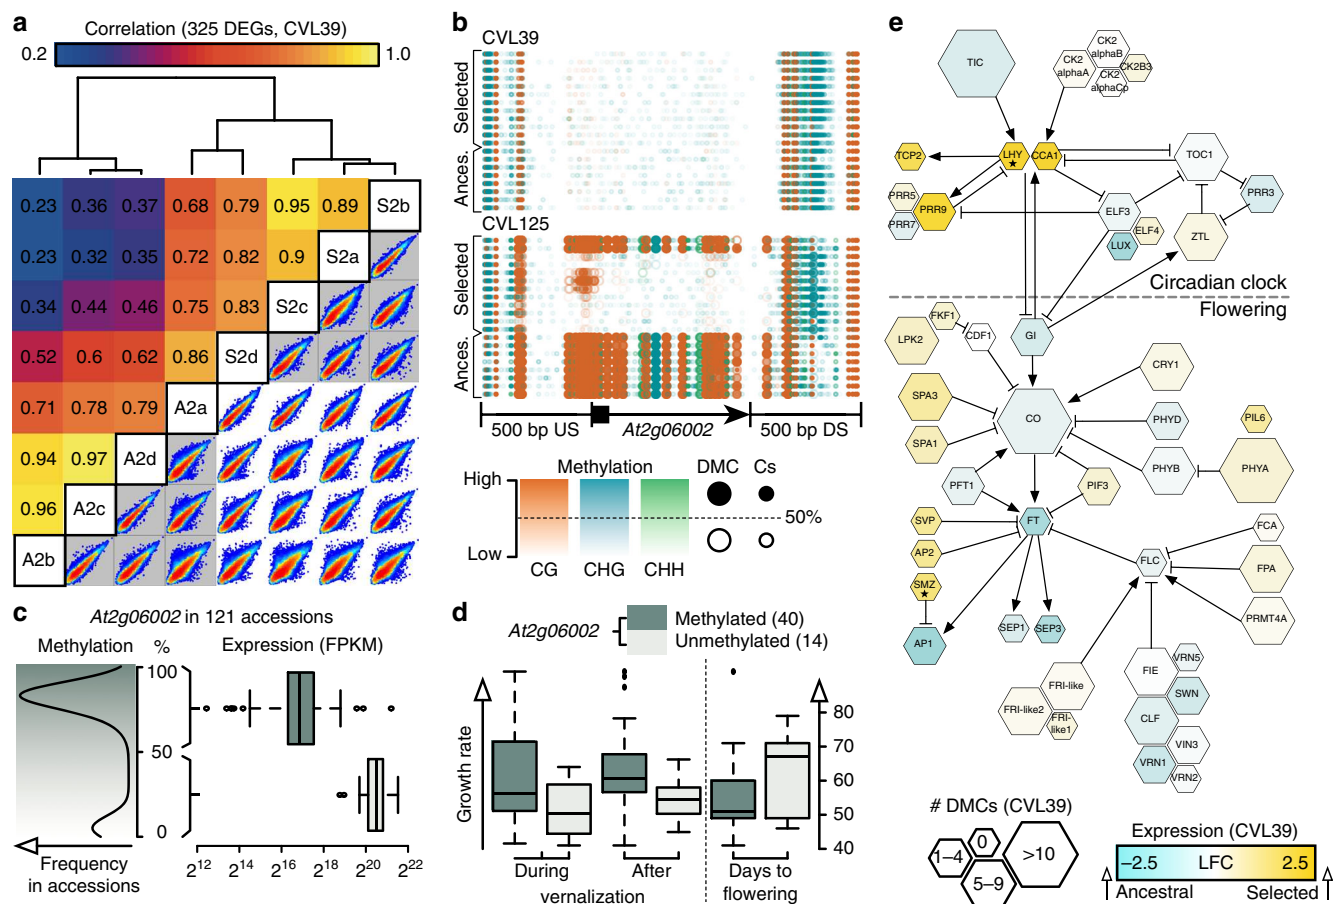 a
Correlation (325 DEGs, CVL39)
0.2
1.0
0.23 0.36 0.37 0.68 0.79 0.95 0.89 S2b
0.23 0.32 0.35 0.72 0.82 0.9 S2a
0.34 0.44 0.46 0.75 0.83 S2c
0.52 0.6 0.62 0.86 S2d
0.71 0.78 0.79 A2a
0.94 0.97 A2d
0.96 A2c
A2b
b
CVL39
Selected
Ances.
CVL125
Selected
Ances.
500 bp US
At2g06002
500 bp DS
Methylation
DMC
Cs
High
Low
50%
CG
CHG
CHH
c
At2g06002 in 121 accessions
Methylation
%
Expression (FPKM)
100
50
0
Frequency
in accessions
2^12 2^14 2^16 2^18 2^20 2^22
d
At2g06002
Methylated (40)
Unmethylated (14)
Growth rate
80
70
60
50
40
During
After
vernalization
Days to
flowering
e
TIC
CK2
alphaB
CK2
alphaA
CK2B3
CK2
alphaCp
TCP2
LHY
★
CCA1
TOC1
PRR5
PRR9
PRR7
ELF3
ELF4
LUX
PRR3
ZTL
Circadian clock
Flowering
FKF1
LPK2
CDF1
GI
CRY1
SPA3
CO
PHYD
PIL6
SPA1
PHYB
PHYA
PFT1
PIF3
SVP
FT
FCA
AP2
FLC
FPA
SMZ
★
PRMT4A
AP1
SEP1
SEP3
FRI-like
FRI-like2
FRI-
like1
FIE
VRN5
SWN
CLF
VIN3
VRN1
VRN2
# DMCs (CVL39)
1–4
0
5–9
>10
Expression (CVL39)
–2.5 LFC 2.5
Ancestral
Selected